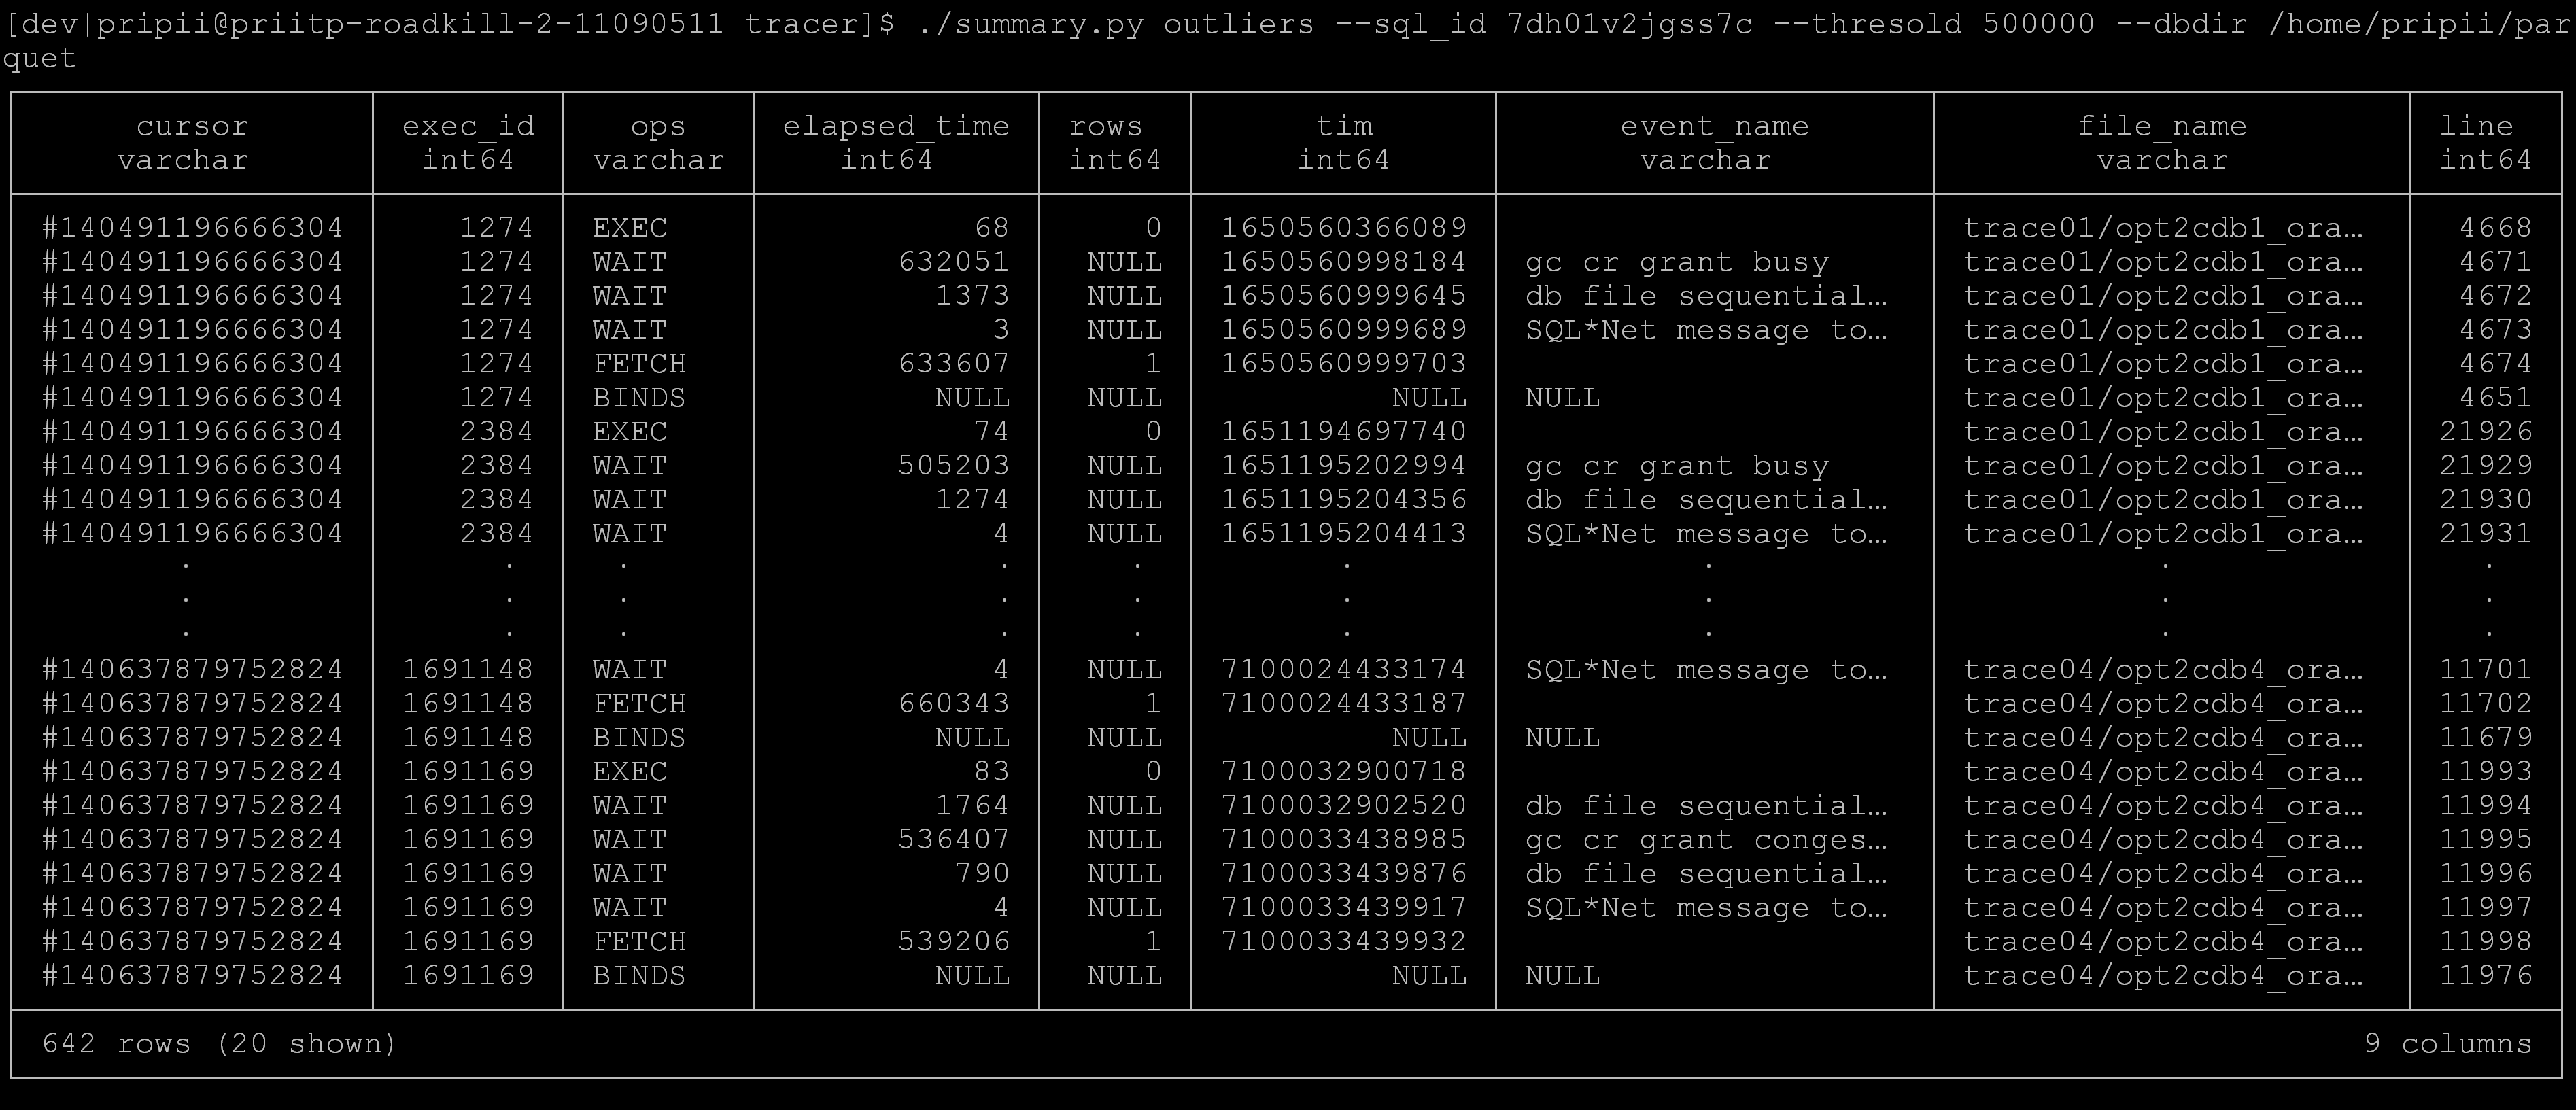 [dev|pripii@priitp-roadkill-2-11090511 tracer]$ ./summary.py outliers --sql_id 7dh01v2jgss7c --thresold 500000 --dbdir /home/pripii/par
quet
cursor exec_id ops elapsed_time rows tim event_name file_name line
varchar int64 varchar int64 int64 int64 varchar varchar int64
#140491196666304 1274 EXEC 68 0 1650560366089 trace01/opt2cdb1_ora… 4668
#140491196666304 1274 WAIT 632051 NULL 1650560998184 gc cr grant busy trace01/opt2cdb1_ora… 4671
#140491196666304 1274 WAIT 1373 NULL 1650560999645 db file sequential… trace01/opt2cdb1_ora… 4672
#140491196666304 1274 WAIT 3 NULL 1650560999689 SQL*Net message to… trace01/opt2cdb1_ora… 4673
#140491196666304 1274 FETCH 633607 1 1650560999703 trace01/opt2cdb1_ora… 4674
#140491196666304 1274 BINDS NULL NULL NULL NULL trace01/opt2cdb1_ora… 4651
#140491196666304 2384 EXEC 74 0 1651194697740 trace01/opt2cdb1_ora… 21926
#140491196666304 2384 WAIT 505203 NULL 1651195202994 gc cr grant busy trace01/opt2cdb1_ora… 21929
#140491196666304 2384 WAIT 1274 NULL 1651195204356 db file sequential… trace01/opt2cdb1_ora… 21930
#140491196666304 2384 WAIT 4 NULL 1651195204413 SQL*Net message to… trace01/opt2cdb1_ora… 21931
. . . . . . . . .
. . . . . . . . .
. . . . . . . . .
#140637879752824 1691148 WAIT 4 NULL 7100024433174 SQL*Net message to… trace04/opt2cdb4_ora… 11701
#140637879752824 1691148 FETCH 660343 1 7100024433187 trace04/opt2cdb4_ora… 11702
#140637879752824 1691148 BINDS NULL NULL NULL NULL trace04/opt2cdb4_ora… 11679
#140637879752824 1691169 EXEC 83 0 7100032900718 trace04/opt2cdb4_ora… 11993
#140637879752824 1691169 WAIT 1764 NULL 7100032902520 db file sequential… trace04/opt2cdb4_ora… 11994
#140637879752824 1691169 WAIT 536407 NULL 7100033438985 gc cr grant conges… trace04/opt2cdb4_ora… 11995
#140637879752824 1691169 WAIT 790 NULL 7100033439876 db file sequential… trace04/opt2cdb4_ora… 11996
#140637879752824 1691169 WAIT 4 NULL 7100033439917 SQL*Net message to… trace04/opt2cdb4_ora… 11997
#140637879752824 1691169 FETCH 539206 1 7100033439932 trace04/opt2cdb4_ora… 11998
#140637879752824 1691169 BINDS NULL NULL NULL NULL trace04/opt2cdb4_ora… 11976
642 rows (20 shown) 9 columns